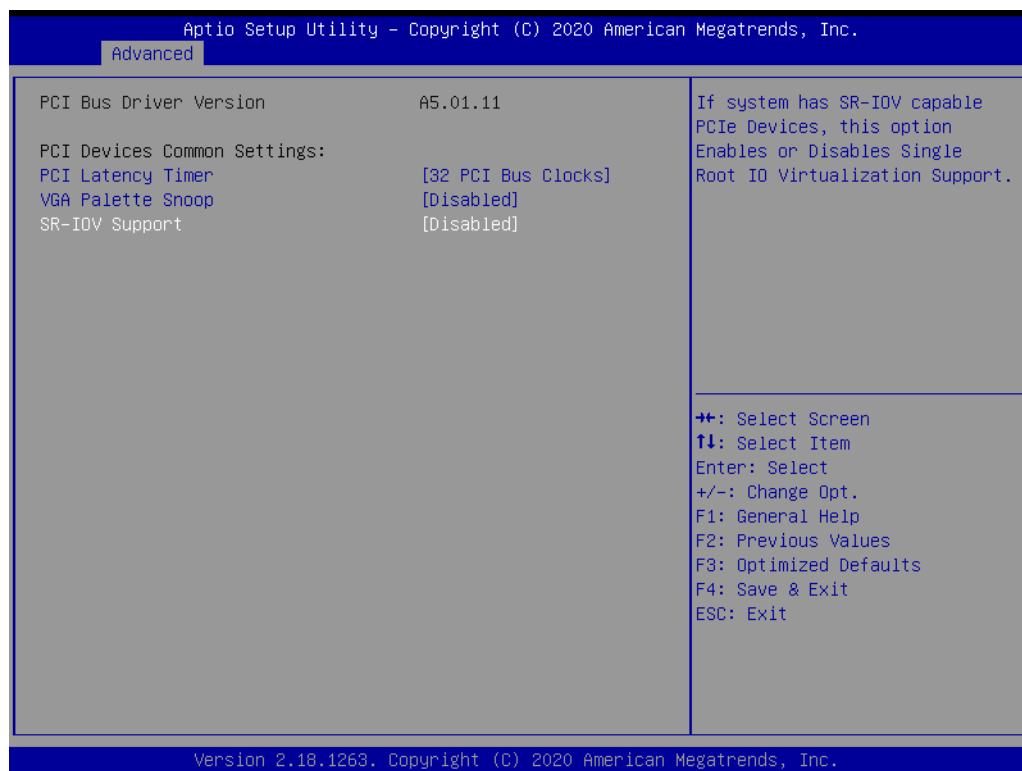 Aptio Setup Utility – Copyright (C) 2020 American Megatrends, Inc.
Advanced
PCI Bus Driver Version A5.01.11
PCI Devices Common Settings:
PCI Latency Timer [32 PCI Bus Clocks]
VGA Palette Snoop [Disabled]
SR-IOV Support [Disabled]
If system has SR-IOV capable
PCIe Devices, this option
Enables or Disables Single
Root IO Virtualization Support.
→←: Select Screen
↑↓: Select Item
Enter: Select
+/-: Change Opt.
F1: General Help
F2: Previous Values
F3: Optimized Defaults
F4: Save & Exit
ESC: Exit
Version 2.18.1263. Copyright (C) 2020 American Megatrends, Inc.